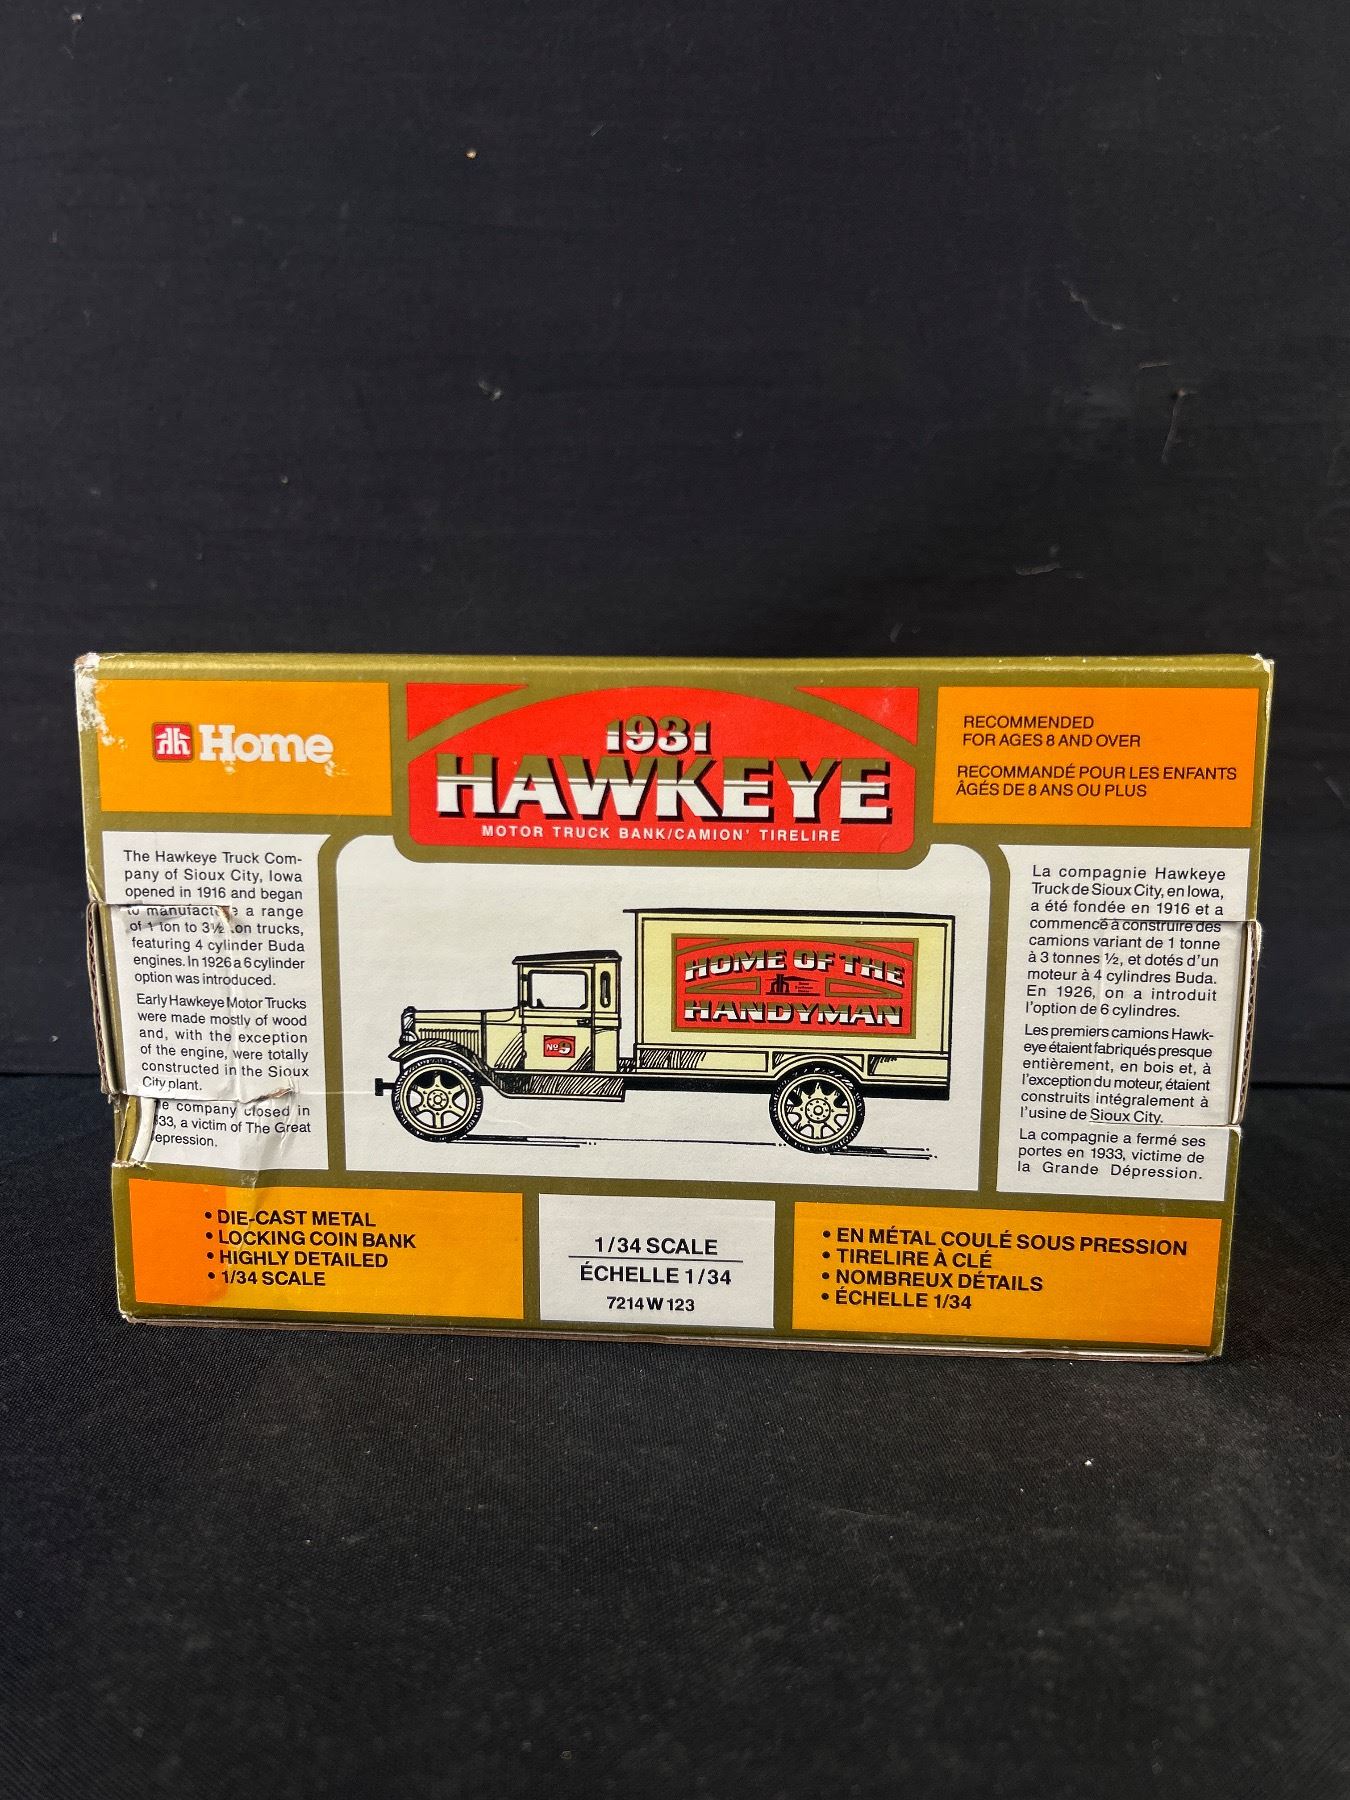 Home
1931
HAWKEYE
MOTOR TRUCK BANK/CAMION' TIRELIRE
RECOMMENDED
FOR AGES 8 AND OVER
RECOMMANDÉ POUR LES ENFANTS
ÂGÉS DE 8 ANS OU PLUS
The Hawkeye Truck Com-
pany of Sioux City, Iowa
opened in 1916 and began
a range
of 1 ton to 3½ on trucks,
featuring 4 cylinder Buda
engines. In 1926 a 6 cylinder
option was introduced.
Early Hawkeye Motor Trucks
were made mostly of wood
and, with the exception
of the engine, were totally
constructed in the Sioux
City plant.
e company closed in
33, a victim of The Great
epression.
HOME OF THE
HANDYMAN
No 9
La compagnie Hawkeye
Truck de Sioux City, en Iowa,
a été fondée en 1916 et a
commencé à construire des
camions variant de 1 tonne
à 3 tonnes ½, et dotés d'un
moteur à 4 cylindres Buda.
En 1926, on a introduit
l'option de 6 cylindres.
Les premiers camions Hawk-
eye étaient fabriqués presque
entièrement, en bois et, à
l'exception du moteur, étaient
construits intégralement à
l'usine de Sioux City.
La compagnie a fermé ses
portes en 1933, victime de
la Grande Dépression.
• DIE-CAST METAL
• LOCKING COIN BANK
• HIGHLY DETAILED
• 1/34 SCALE
1/34 SCALE
ÉCHELLE 1/34
7214 W 123
• EN MÉTAL COULÉ SOUS PRESSION
• TIRELIRE À CLÉ
• NOMBREUX DÉTAILS
• ÉCHELLE 1/34